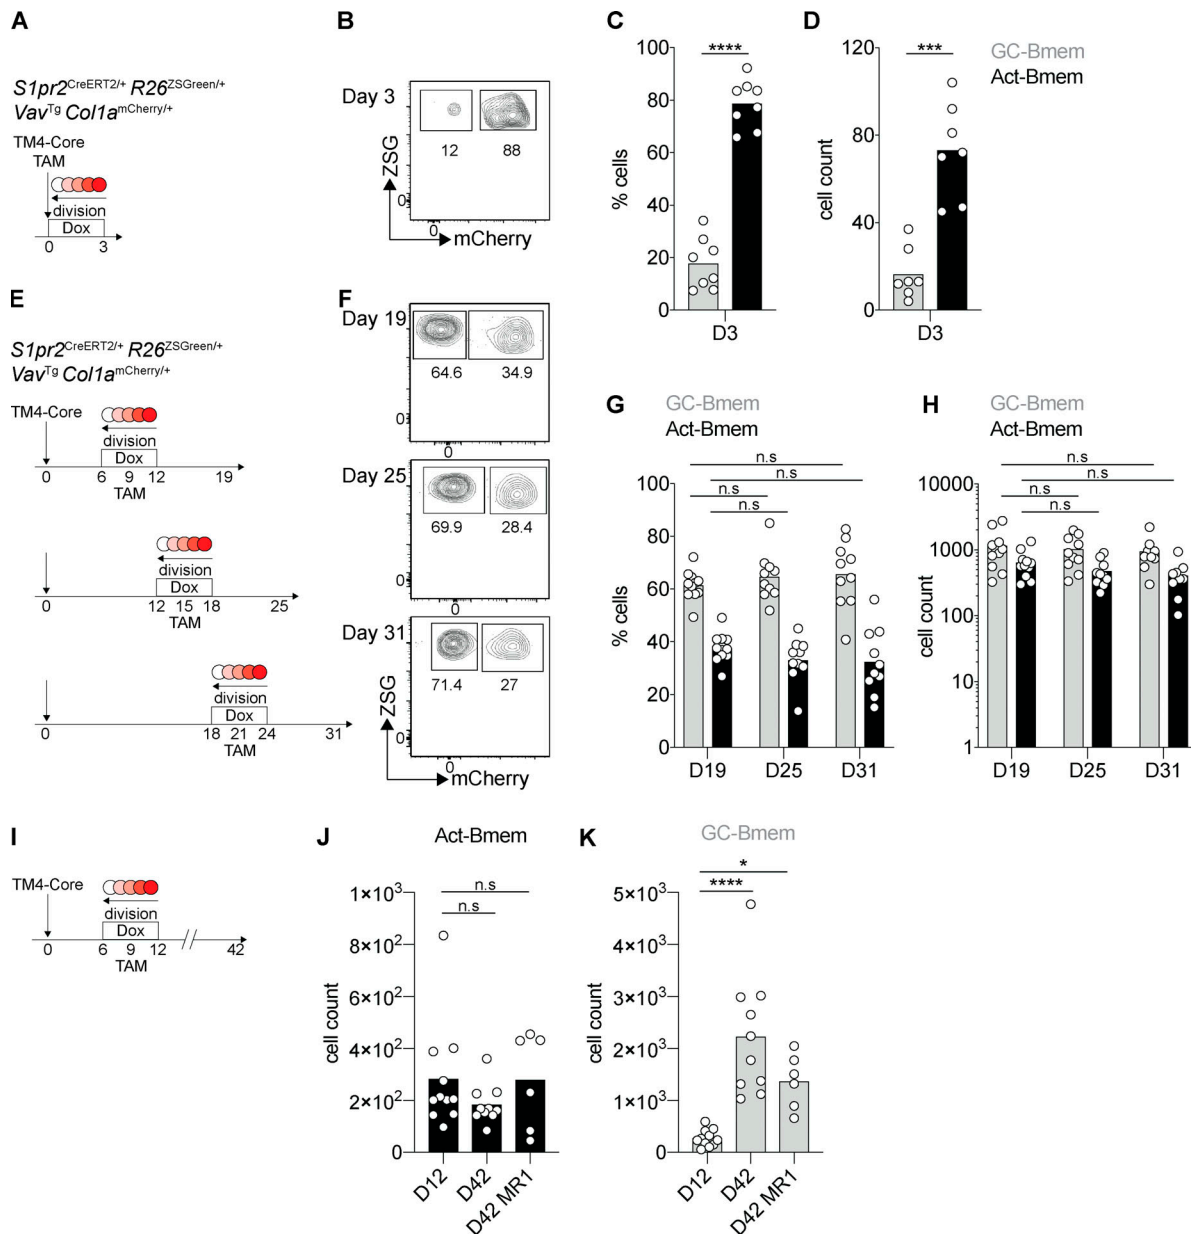 A
S1pr2CreERT2/+ R26ZSGreen/+
VavTg Col1amCherry/+
TM4-Core
TAM
division
Dox
0 3
B
Day 3
12 88
ZSG
0
0
mCherry
C
****
100
80
60
40
20
0
% cells
D3
D
***
120
80
40
0
cell count
D3
GC-Bmem
Act-Bmem
E
S1pr2CreERT2/+ R26ZSGreen/+
VavTg Col1amCherry/+
TM4-Core
division
Dox
0 6 9 12 19
TAM
division
Dox
0 12 15 18 25
TAM
division
Dox
0 18 21 24 31
TAM
F
Day 19
64.6 34.9
0
0
Day 25
69.9 28.4
0
0
Day 31
71.4 27
ZSG
0
0
mCherry
G
GC-Bmem
Act-Bmem
n.s
n.s
n.s
n.s
100
80
60
40
20
0
% cells
D19 D25 D31
H
GC-Bmem
Act-Bmem
n.s
n.s
n.s
n.s
10000
1000
100
10
1
cell count
D19 D25 D31
I
TM4-Core
division
Dox
0 6 9 12 42
TAM
J
Act-Bmem
n.s
n.s
1×10³
8×10²
6×10²
4×10²
2×10²
0
cell count
D12 D42 D42 MR1
K
GC-Bmem
*
****
5×10³
4×10³
3×10³
2×10³
1×10³
0
cell count
D12 D42 D42 MR1